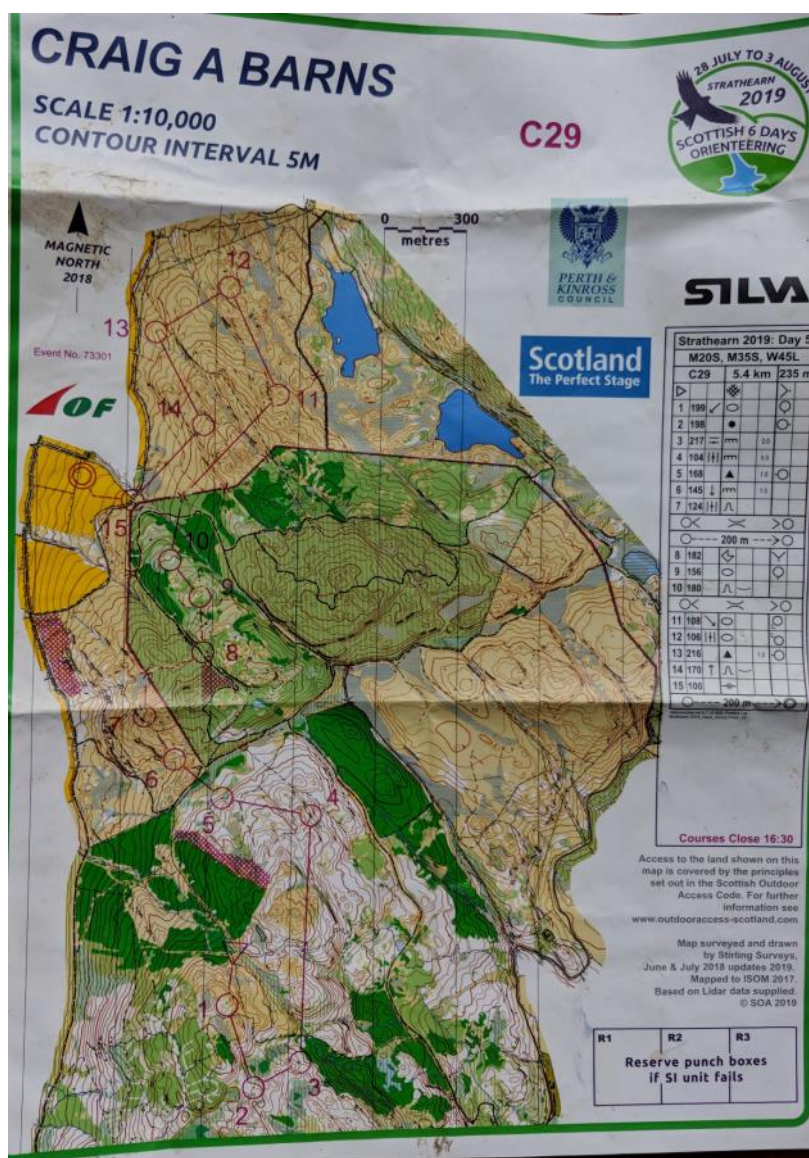 CRAIG A BARNS
SCALE 1:10,000
CONTOUR INTERVAL 5M
C29
28 JULY TO 3 AUGUST
STRATHEARN
2019
SCOTTISH 6 DAYS
ORIENTEERING
MAGNETIC
NORTH
2018
0 300
metres
PERTH &
KINROSS
COUNCIL
SILVA
Event No. 73301
IOF
Scotland
The Perfect Stage
Strathearn 2019: Day 5
M20S, M35S, W45L
C29 5.4 km 235 m
1 199
2 198
3 217 2.0
4 104
5 168
6 145
7 124
200 m
8 182
9 156
10 180
11 108
12 106
13 216
14 170
15 100
200 m
12
13
11
14
15
10
9
8
7
6
5
4
1
3
2
Courses Close 16:30
Access to the land shown on this
map is covered by the principles
set out in the Scottish Outdoor
Access Code. For further
information see
www.outdooraccess-scotland.com
Map surveyed and drawn
by Stirling Surveys,
June & July 2018 updates 2019.
Mapped to ISOM 2017.
Based on Lidar data supplied.
© SOA 2019
R1 R2 R3
Reserve punch boxes
if SI unit fails